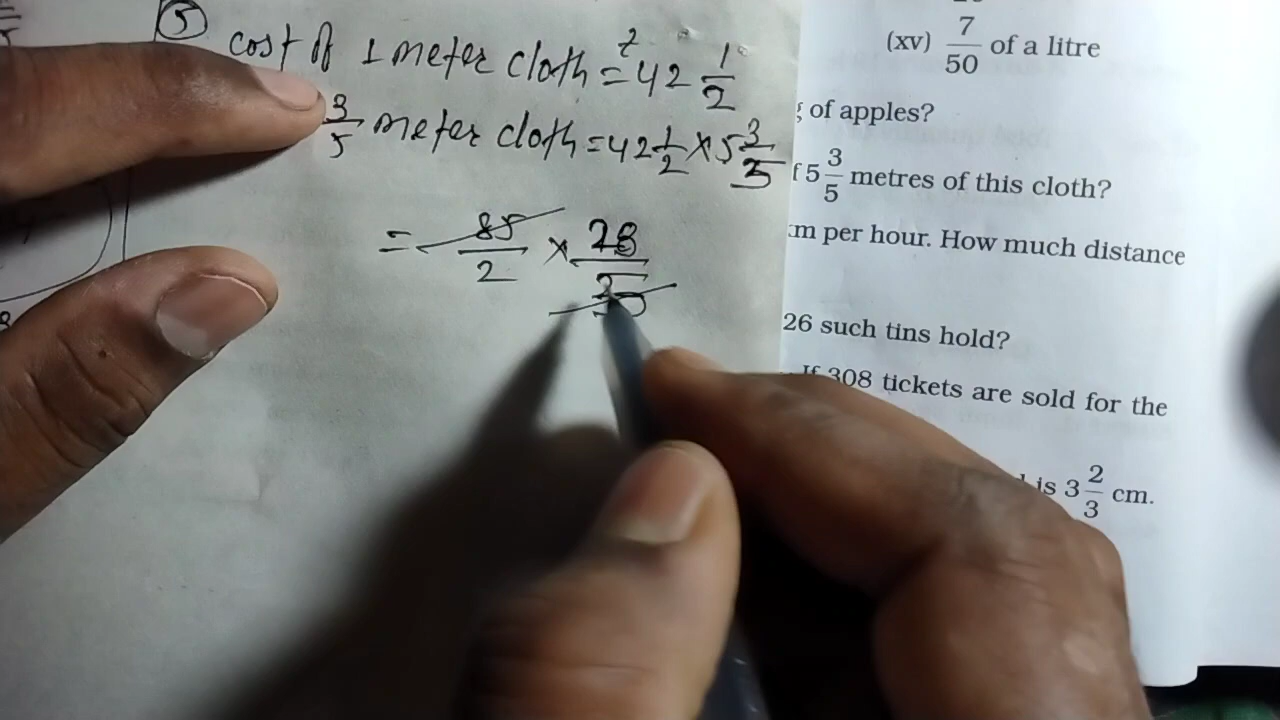 5
cost of 1 meter cloth = ₹ 42 1/2
3/5 meter cloth = 42 1/2 × 5 3/5
= 85/2 × 28/5
(xv) 7/50 of a litre
of apples?
5 3/5 metres of this cloth?
per hour. How much distance
26 such tins hold?
If 308 tickets are sold for the
is 3 2/3 cm.